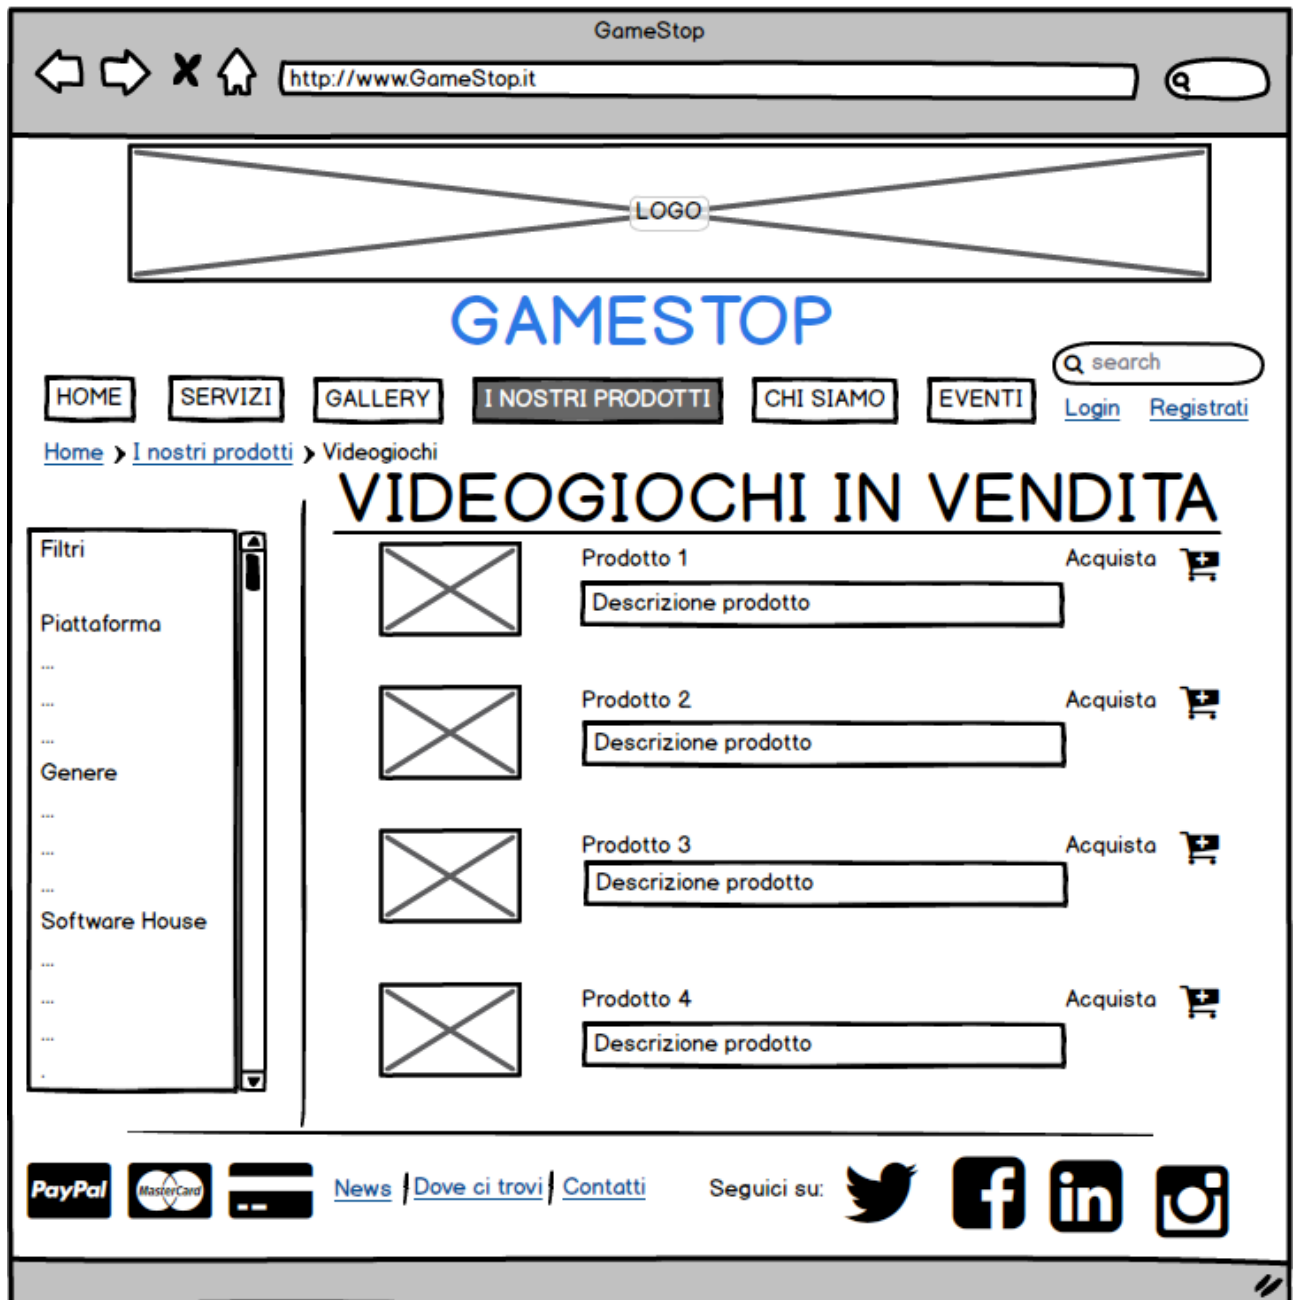 GameStop
http://www.GameStop.it
LOGO
GAMESTOP
search
HOME SERVIZI GALLERY I NOSTRI PRODOTTI CHI SIAMO EVENTI
Login Registrati
Home I nostri prodotti Videogiochi
VIDEOGIOCHI IN VENDITA
Filtri
Piattaforma
...
...
...
Genere
...
...
...
Software House
...
...
...
.
Prodotto 1 Acquista
Descrizione prodotto
Prodotto 2 Acquista
Descrizione prodotto
Prodotto 3 Acquista
Descrizione prodotto
Prodotto 4 Acquista
Descrizione prodotto
PayPal MasterCard News Dove ci trovi Contatti Seguici su: f in